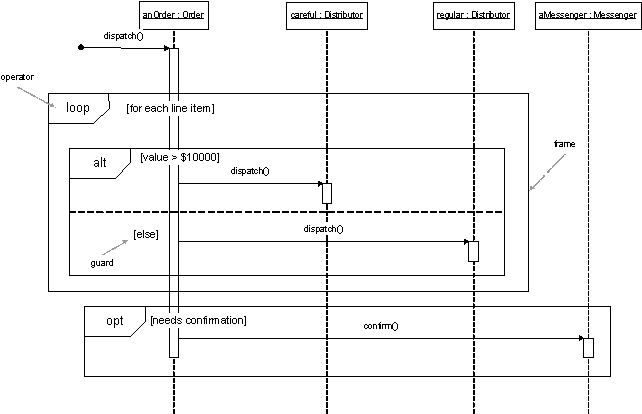 anOrder : Order
careful : Distributor
regular : Distributor
aMessenger : Messenger
dispatch()
operator
loop
[for each line item]
frame
alt
[value > $10000]
dispatch()
[else]
dispatch()
guard
opt
[needs confirmation]
confirm()